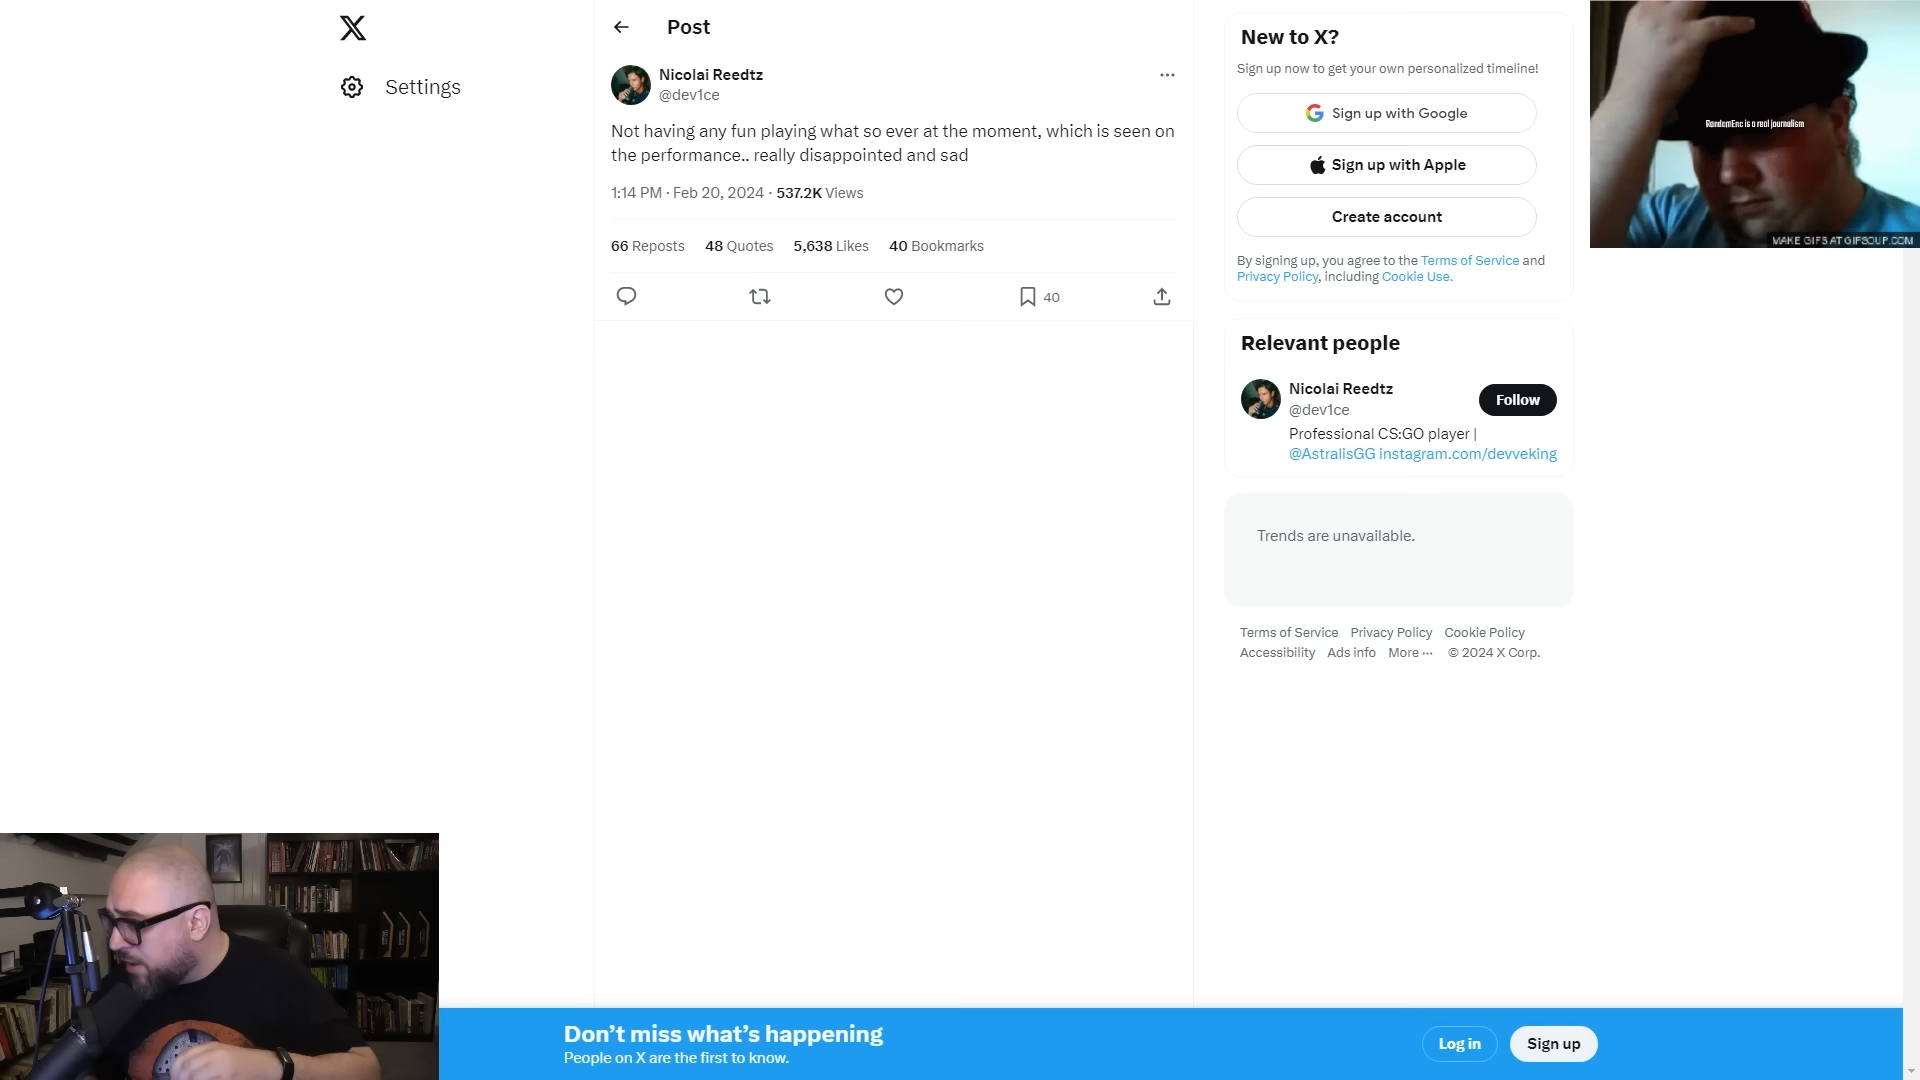 Settings
Post
Nicolai Reedtz
@dev1ce
Not having any fun playing what so ever at the moment, which is seen on
the performance.. really disappointed and sad
1:14 PM · Feb 20, 2024 · 537.2K Views
66 Reposts 48 Quotes 5,638 Likes 40 Bookmarks
40
New to X?
Sign up now to get your own personalized timeline!
Sign up with Google
Sign up with Apple
Create account
By signing up, you agree to the Terms of Service and
Privacy Policy, including Cookie Use.
Relevant people
Nicolai Reedtz
@dev1ce
Follow
Professional CS:GO player |
@AstralisGG instagram.com/devveking
Trends are unavailable.
Terms of Service Privacy Policy Cookie Policy
Accessibility Ads info More ··· © 2024 X Corp.
RandomEnc is a real journalism
MAKE GIFS AT GIFSOUP.COM
Don’t miss what’s happening
People on X are the first to know.
Log in
Sign up